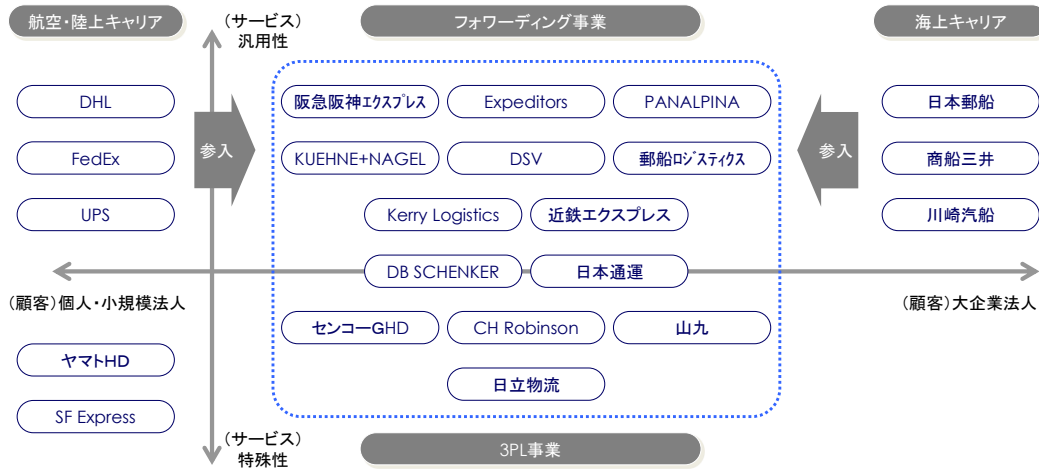 航空・陸上キャリア
(サービス)
汎用性
フォワーディング事業
海上キャリア
DHL
阪急阪神ｴｸｽﾌﾟﾚｽ
Expeditors
PANALPINA
日本郵船
参入
参入
FedEx
KUEHNE+NAGEL
DSV
郵船ﾛｼﾞｽﾃｨｸｽ
商船三井
UPS
Kerry Logistics
近鉄エクスプレス
川崎汽船
DB SCHENKER
日本通運
(顧客)個人・小規模法人
(顧客)大企業法人
センコーGHD
CH Robinson
山九
ヤマトHD
日立物流
SF Express
(サービス)
特殊性
3PL事業